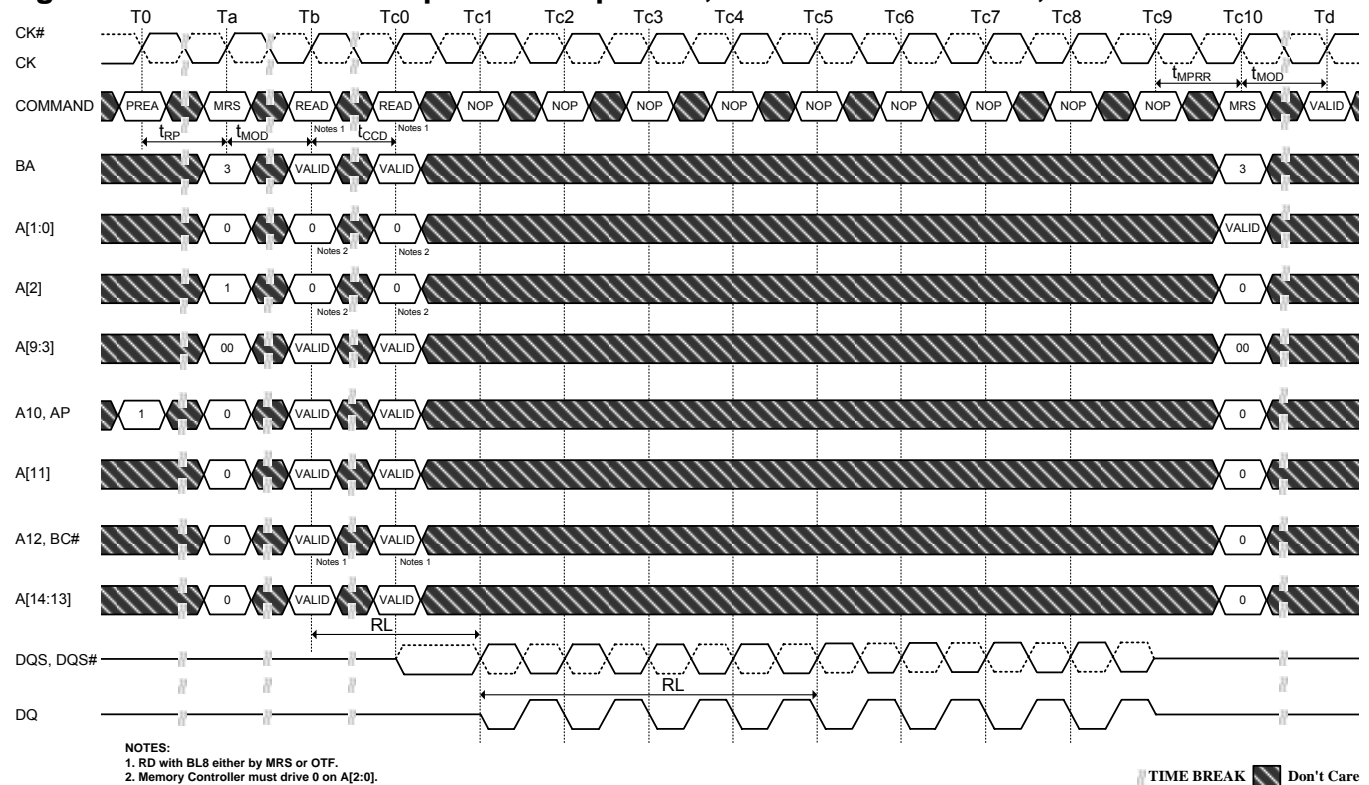 T0 Ta Tb Tc0 Tc1 Tc2 Tc3 Tc4 Tc5 Tc6 Tc7 Tc8 Tc9 Tc10 Td
CK#
CK
tMPRR tMOD
COMMAND PREA MRS READ READ NOP NOP NOP NOP NOP NOP NOP NOP NOP MRS VALID
Notes 1 Notes 1
tRP tMOD tCCD
BA 3 VALID VALID 3
A[1:0] 0 0 0 VALID
Notes 2 Notes 2
A[2] 1 0 0 0
Notes 2 Notes 2
A[9:3] 00 VALID VALID 00
A10, AP 1 0 VALID VALID 0
A[11] 0 VALID VALID 0
A12, BC# 0 VALID VALID 0
Notes 1 Notes 1
A[14:13] 0 VALID VALID 0
RL
DQS, DQS#
RL
DQ
NOTES:
1. RD with BL8 either by MRS or OTF.
2. Memory Controller must drive 0 on A[2:0].
TIME BREAK Don't Care